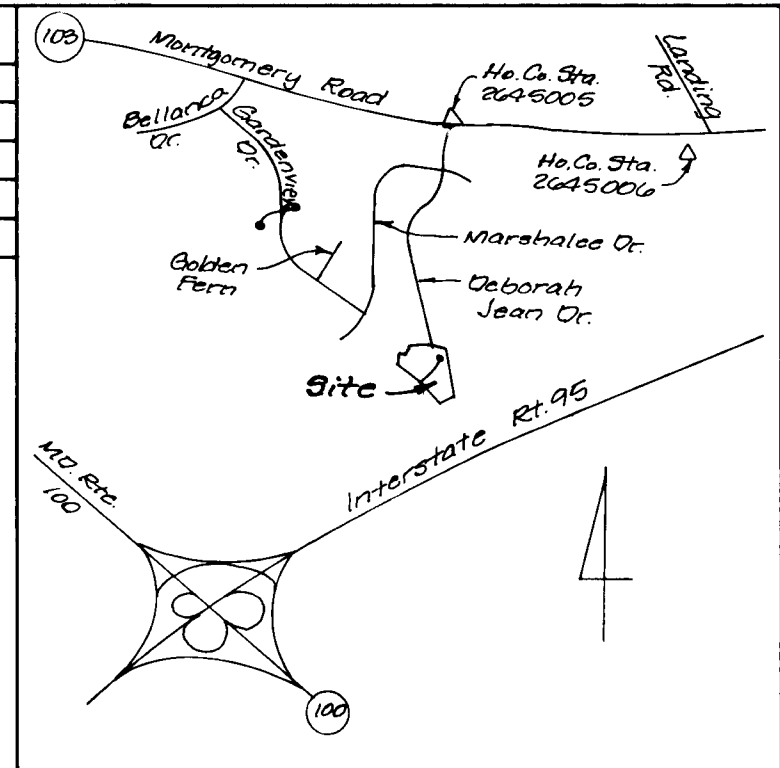 103
Montgomery Road
Ho. Co. Sta.
2645005
Landing
Rd.
Bellanca
Dr.
Gardenview
Dr.
Ho. Co. Sta.
2645006
Golden
Fern
Marshalee Dr.
Deborah
Jean Dr.
Site
Interstate Rt. 95
MD. Rte.
100
100